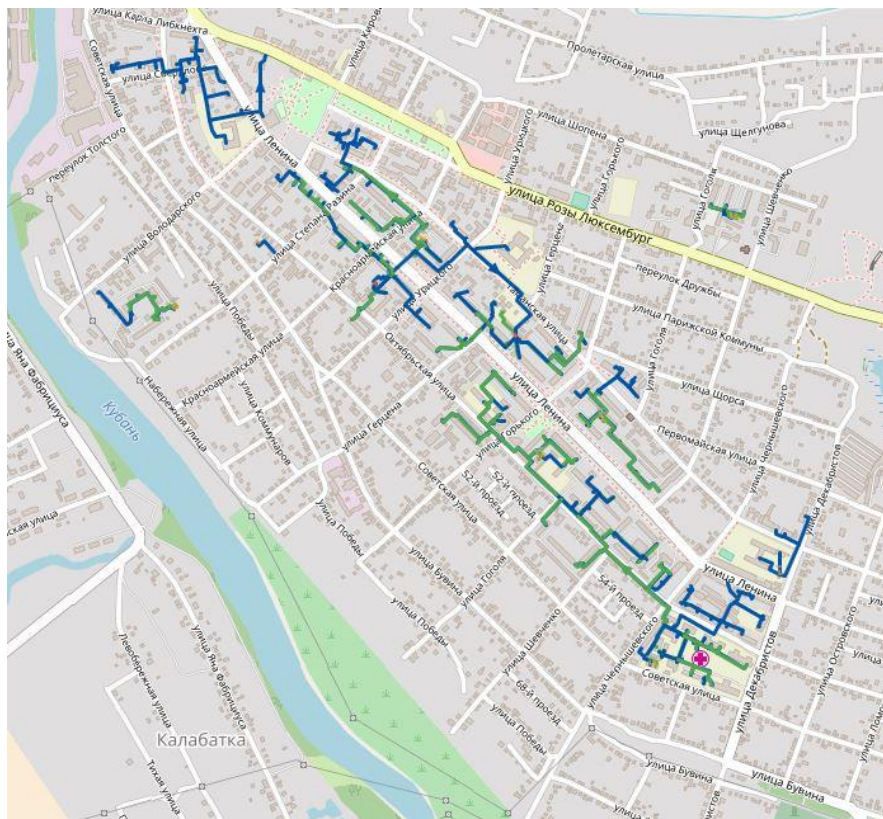 улица Карла Либкнехта
улица Кирова
Пролетарская улица
Советская улица
улица Шопена
улица Щелгунова
улица Ленина
улица Урицкого
улица Горького
переулок Толстого
улица Гоголя
улица Шевченко
улица Розы Люксембург
улица Володарского
улица Степана Разина
Красноармейская улица
улица Герцена
переулок Дружбы
улица Урицкого
улица Парижской Коммуны
улица Победы
Октябрьская улица
улица Гоголя
Красноармейская улица
улица Яна Фабрициуса
Кубань
Набережная улица
улица Коммунаров
улица Ленина
улица Щорса
улица Чернышевского
улица Герцена
улица Горького
Первомайская улица
улица Декабристов
Советская улица
52-й проезд
52-й проезд
улица Победы
улица Бувина
улица Гоголя
улица Ленина
54-й проезд
улица Победы
улица Шевченко
улица Чернышевского
улица Островского
Левобережная улица
улица Яна Фабрициуса
Советская улица
68-й проезд
улица Декабристов
Калабатка
улица Победы
Тихая улица
улица Бувина
улица Бувина